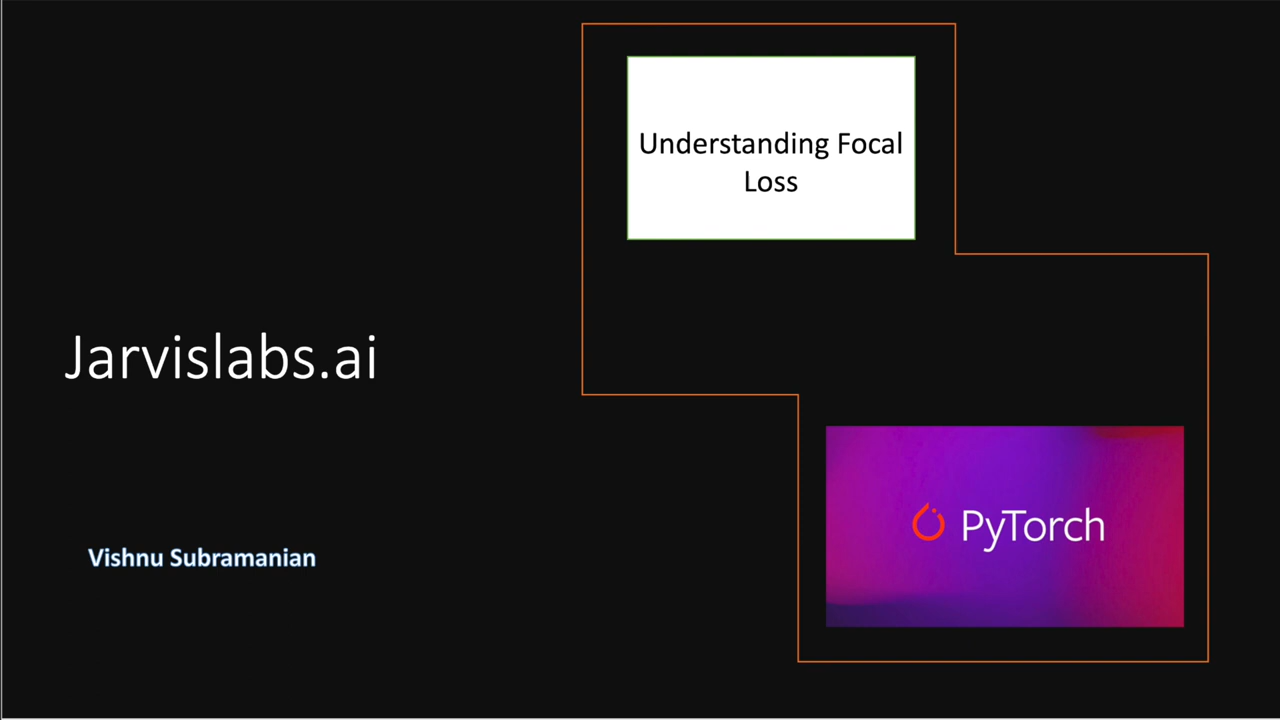 Understanding Focal
Loss
Jarvislabs.ai
PyTorch
Vishnu Subramanian